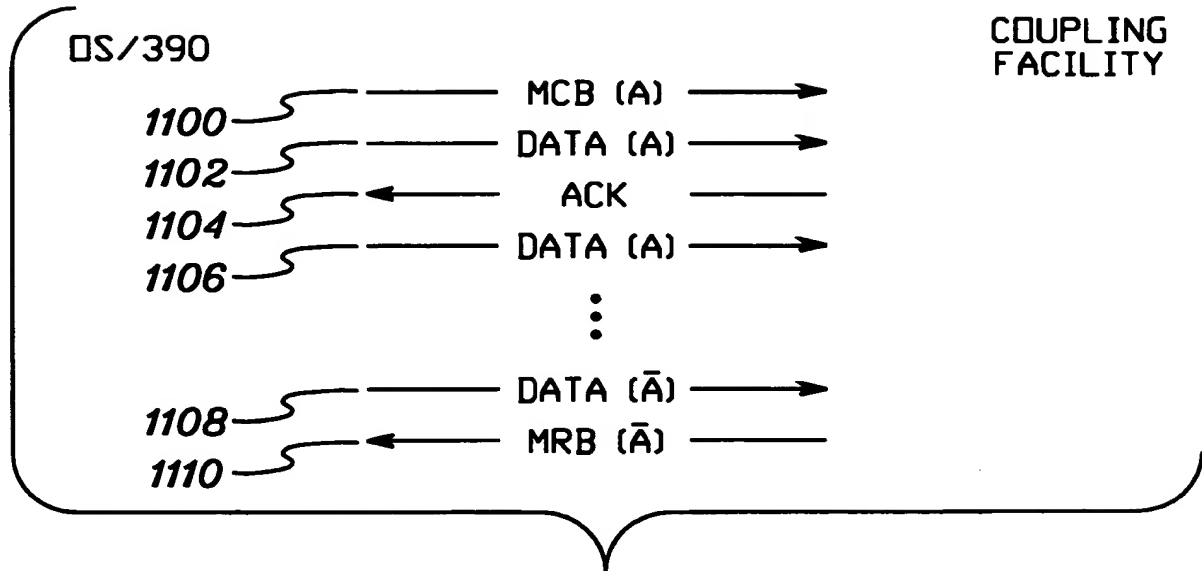 OS/390
COUPLING
FACILITY
1100 MCB (A)
1102 DATA (A)
1104 ACK
1106 DATA (A)
1108 DATA (Ā)
1110 MRB (Ā)